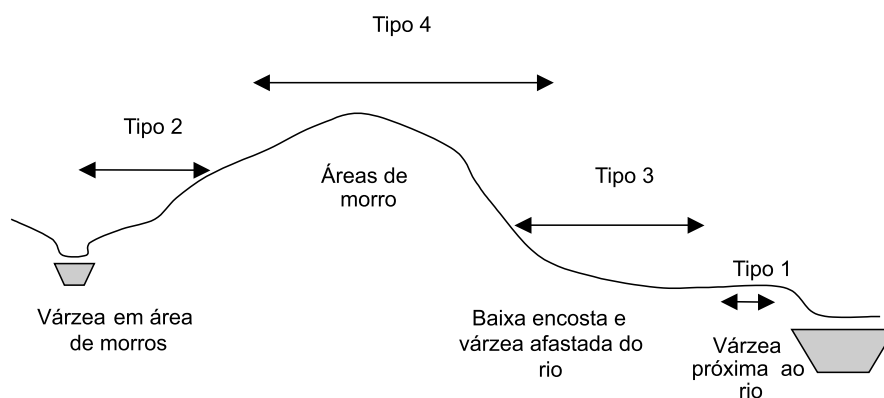 Tipo 4
Tipo 2
Áreas de
morro
Tipo 3
Tipo 1
Várzea em área
de morros
Baixa encosta e
várzea afastada do
rio
Várzea
próxima ao
rio